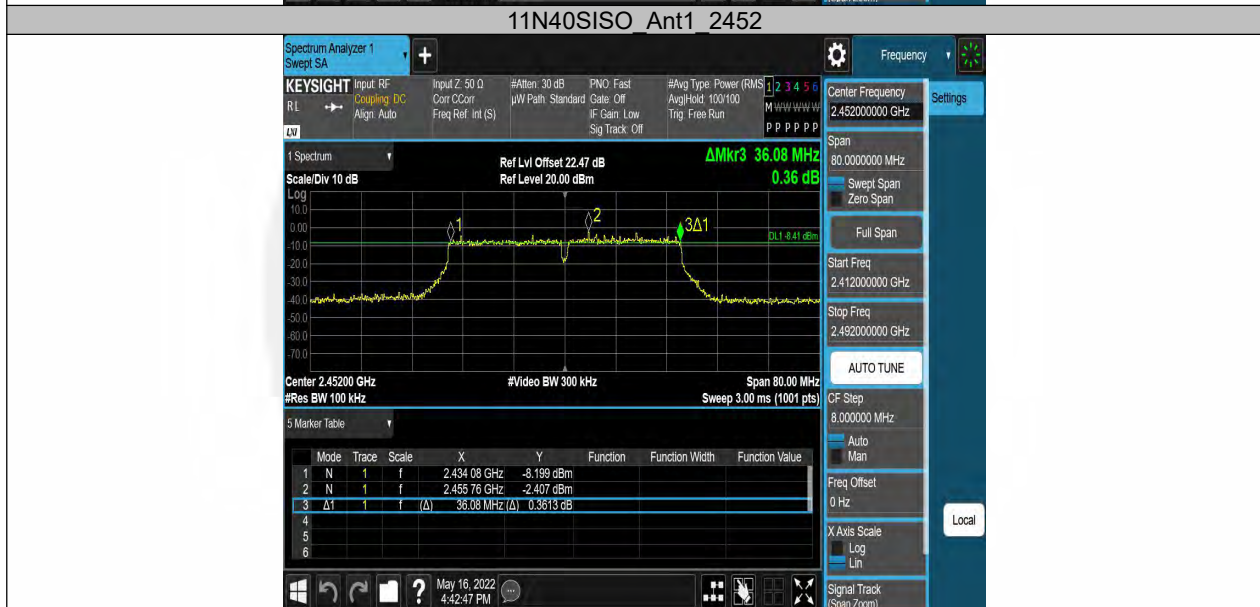 11N40SISO_Ant1_2452
Spectrum Analyzer 1
Swept SA
+
Frequency
KEYSIGHT
RL
LXI
Input: RF
Coupling: DC
Align: Auto
Input Z: 50 Ω
Corr CCorr
Freq Ref: Int (S)
#Atten: 30 dB
µW Path: Standard
PNO: Fast
Gate: Off
IF Gain: Low
Sig Track: Off
#Avg Type: Power (RMS
Avg|Hold: 100/100
Trig: Free Run
1 2 3 4 5 6
M W W W W W
P P P P P P
1 Spectrum
Scale/Div 10 dB
Ref Lvl Offset 22.47 dB
Ref Level 20.00 dBm
ΔMkr3 36.08 MHz
0.36 dB
Log
10.0
0.00
-10.0
-20.0
-30.0
-40.0
-50.0
-60.0
-70.0
1
2
3Δ1
DL1 -8.41 dBm
Center 2.45200 GHz
#Res BW 100 kHz
#Video BW 300 kHz
Span 80.00 MHz
Sweep 3.00 ms (1001 pts)
5 Marker Table
Mode Trace Scale X Y Function Function Width Function Value
1 N 1 f 2.434 08 GHz -8.199 dBm
2 N 1 f 2.455 76 GHz -2.407 dBm
3 Δ1 1 f (Δ) 36.08 MHz (Δ) 0.3613 dB
4
5
6
?
May 16, 2022
4:42:47 PM
Center Frequency
2.452000000 GHz
Settings
Span
80.0000000 MHz
Swept Span
Zero Span
Full Span
Start Freq
2.412000000 GHz
Stop Freq
2.492000000 GHz
AUTO TUNE
CF Step
8.000000 MHz
Auto
Man
Freq Offset
0 Hz
X Axis Scale
Log
Lin
Local
Signal Track
(Span Zoom)